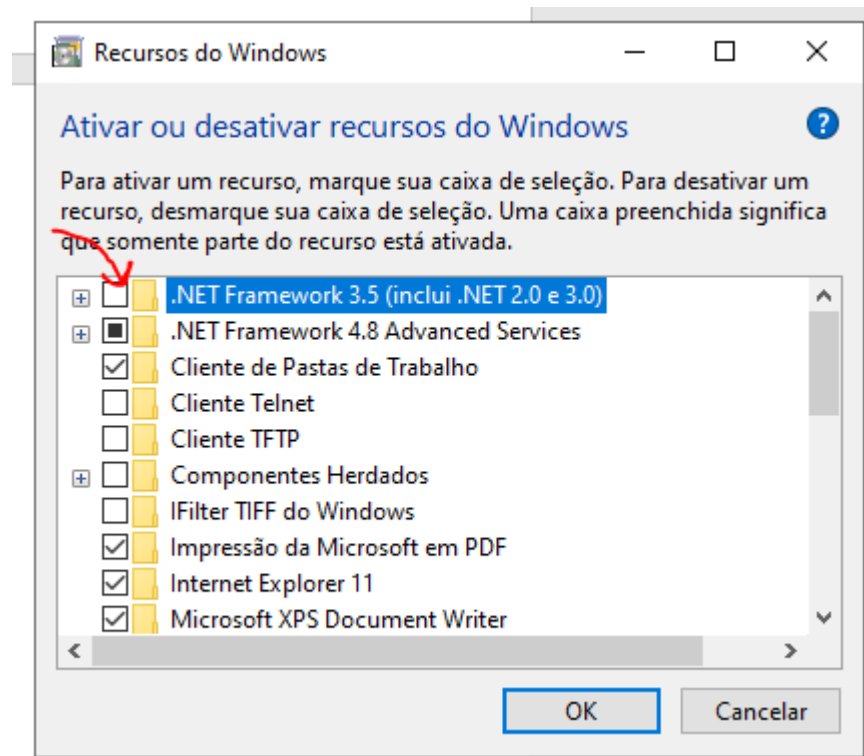 Recursos do Windows
Ativar ou desativar recursos do Windows
Para ativar um recurso, marque sua caixa de seleção. Para desativar um
recurso, desmarque sua caixa de seleção. Uma caixa preenchida significa
que somente parte do recurso está ativada.
.NET Framework 3.5 (inclui .NET 2.0 e 3.0)
.NET Framework 4.8 Advanced Services
Cliente de Pastas de Trabalho
Cliente Telnet
Cliente TFTP
Componentes Herdados
IFilter TIFF do Windows
Impressão da Microsoft em PDF
Internet Explorer 11
Microsoft XPS Document Writer
OK
Cancelar